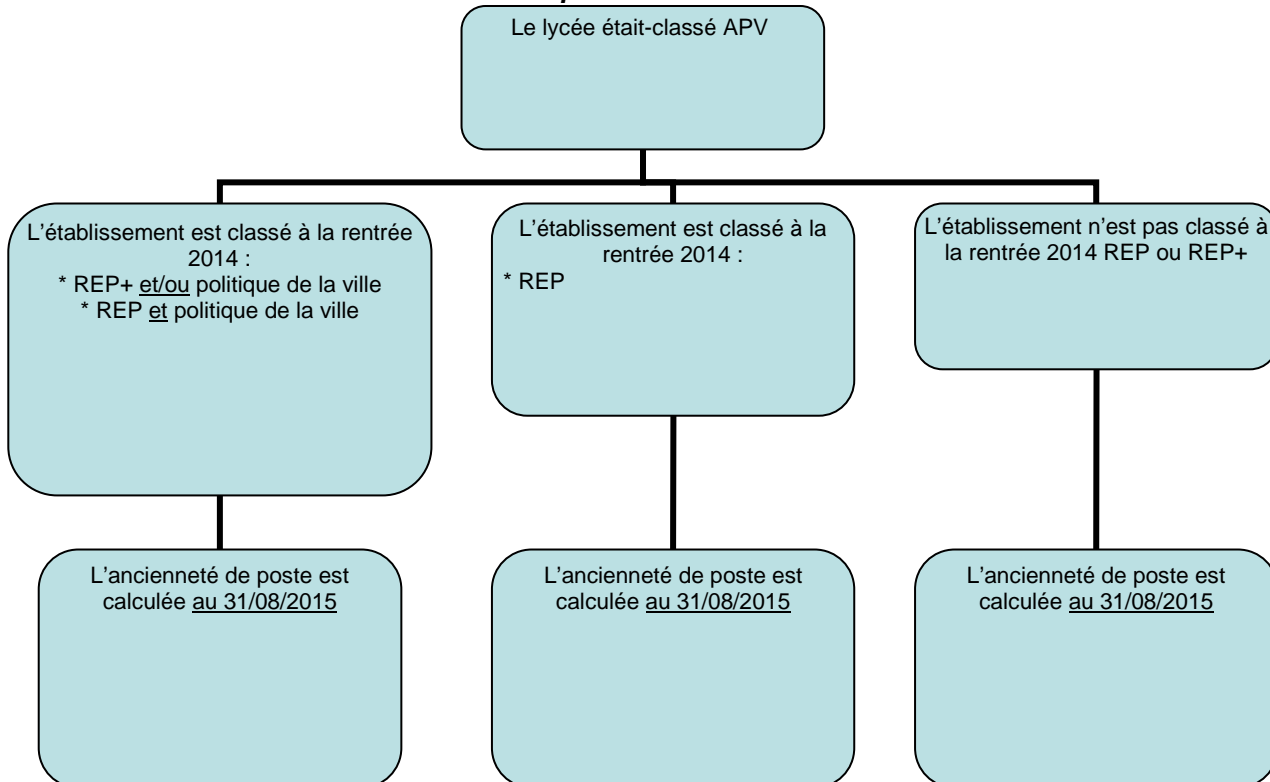 Le lycée était-classé APV
L'établissement est classé à la rentrée
2014 :
* REP+ et/ou politique de la ville
* REP et politique de la ville
L'établissement est classé à la
rentrée 2014 :
* REP
L'établissement n'est pas classé à
la rentrée 2014 REP ou REP+
L'ancienneté de poste est
calculée au 31/08/2015
L'ancienneté de poste est
calculée au 31/08/2015
L'ancienneté de poste est
calculée au 31/08/2015